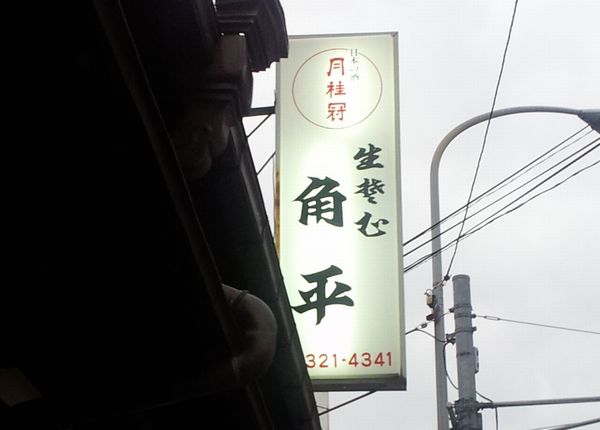 日本の酒
月桂冠
生そば
角平
321-4341